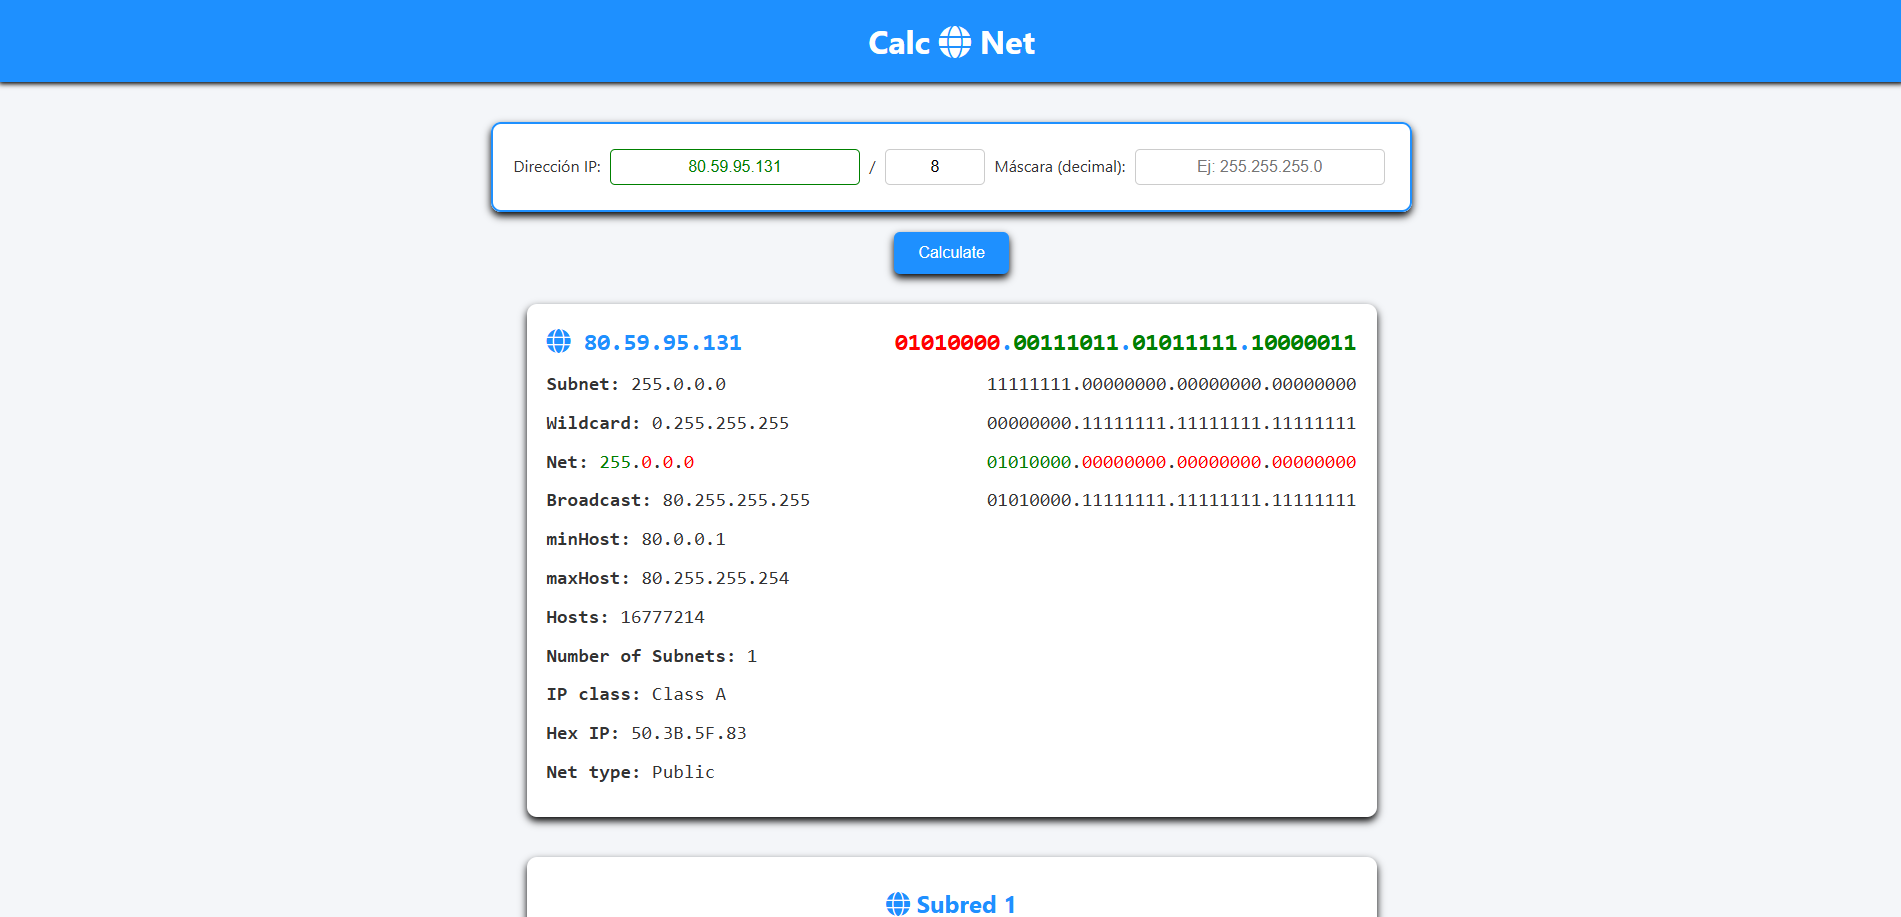 Calc Net
Dirección IP: 80.59.95.131 / 8 Máscara (decimal): Ej: 255.255.255.0
Calculate
80.59.95.131 01010000.00111011.01011111.10000011
Subnet: 255.0.0.0 11111111.00000000.00000000.00000000
Wildcard: 0.255.255.255 00000000.11111111.11111111.11111111
Net: 255.0.0.0 01010000.00000000.00000000.00000000
Broadcast: 80.255.255.255 01010000.11111111.11111111.11111111
minHost: 80.0.0.1
maxHost: 80.255.255.254
Hosts: 16777214
Number of Subnets: 1
IP class: Class A
Hex IP: 50.3B.5F.83
Net type: Public
Subred 1